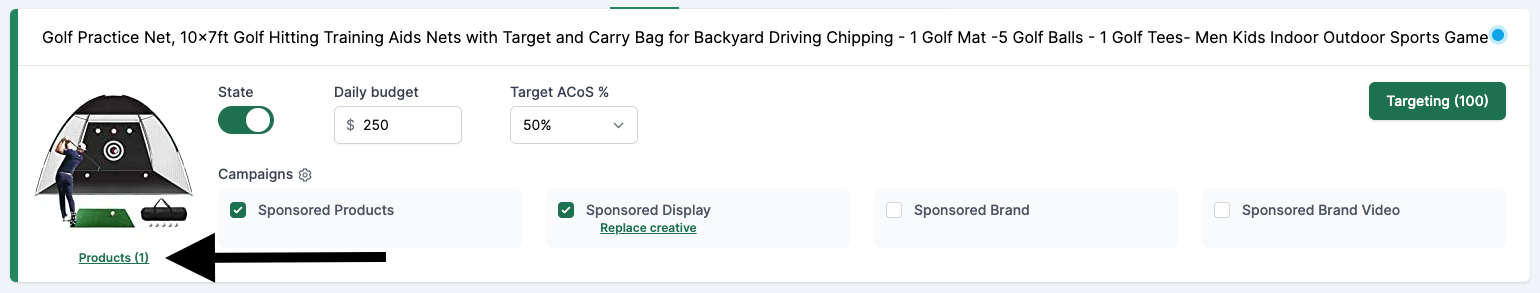 Golf Practice Net, 10x7ft Golf Hitting Training Aids Nets with Target and Carry Bag for Backyard Driving Chipping - 1 Golf Mat -5 Golf Balls - 1 Golf Tees- Men Kids Indoor Outdoor Sports Game
State
Daily budget
Target ACoS %
$ 250
50%
Targeting (100)
Campaigns
Sponsored Products
Sponsored Display
Replace creative
Sponsored Brand
Sponsored Brand Video
Products (1)